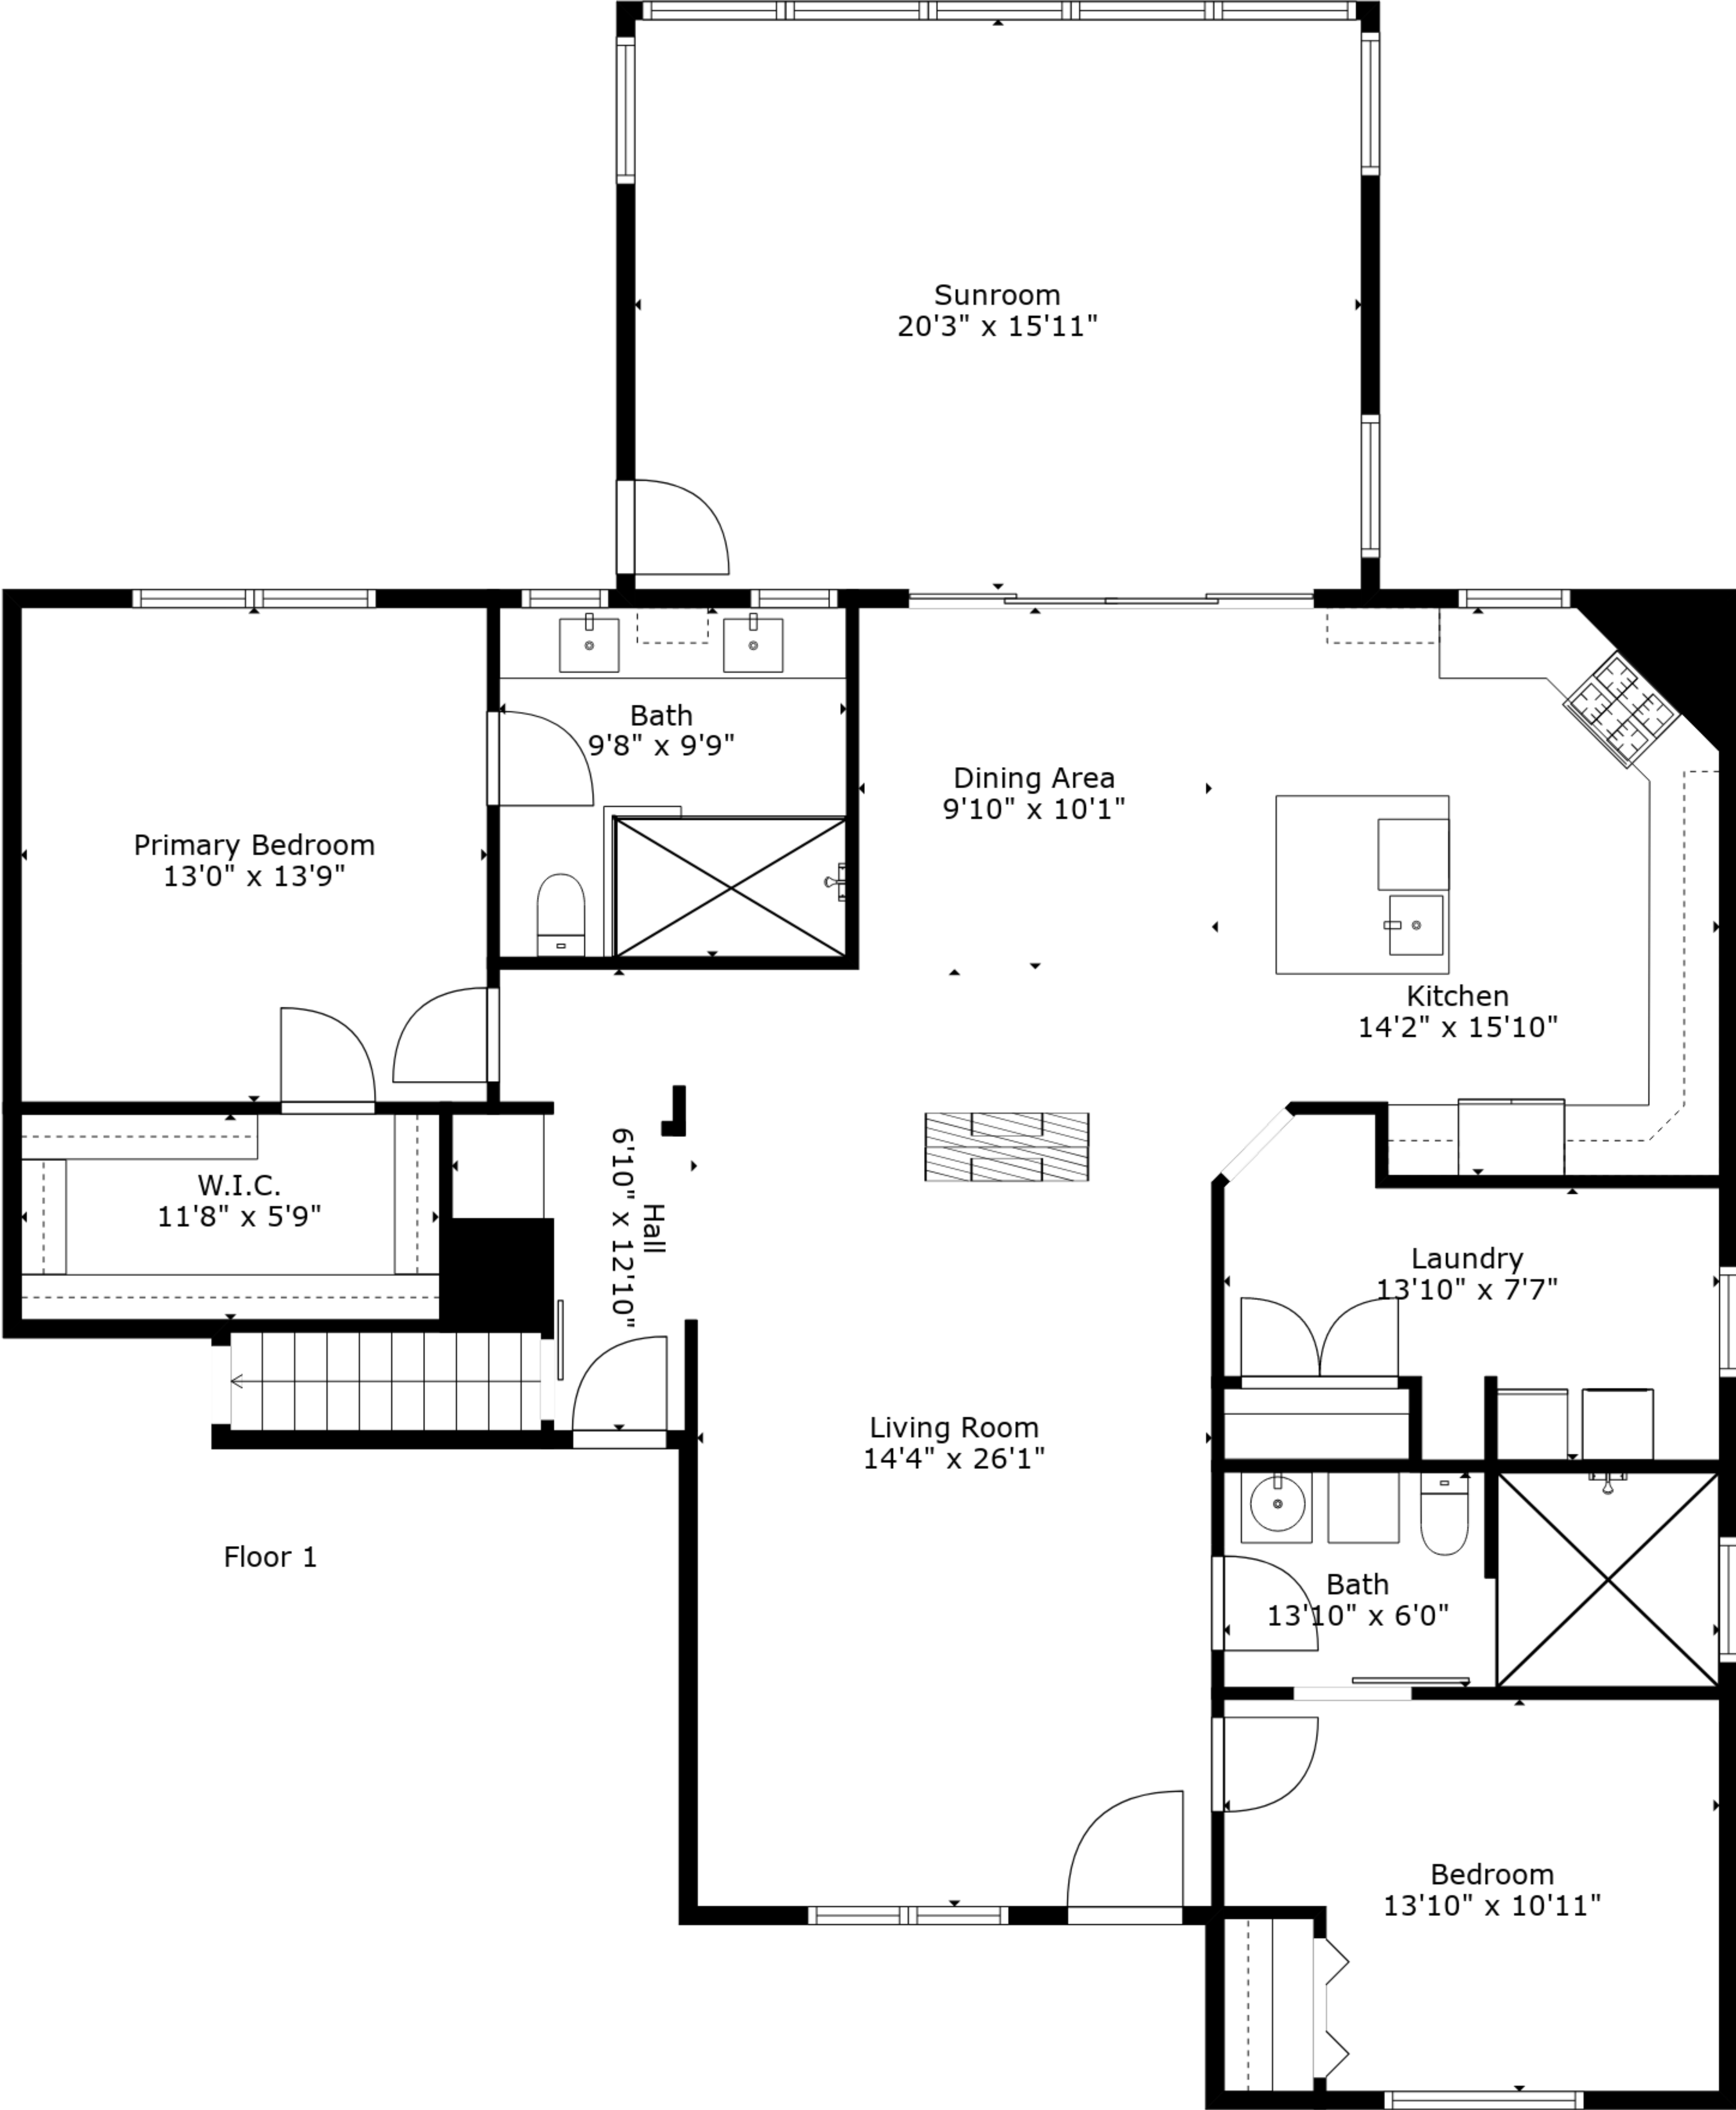 Sunroom
20'3" x 15'11"
Bath
9'8" x 9'9"
Dining Area
9'10" x 10'1"
Primary Bedroom
13'0" x 13'9"
Kitchen
14'2" x 15'10"
W.I.C.
11'8" x 5'9"
Hall
6'10" x 12'10"
Laundry
13'10" x 7'7"
Living Room
14'4" x 26'1"
Floor 1
Bath
13'10" x 6'0"
Bedroom
13'10" x 10'11"